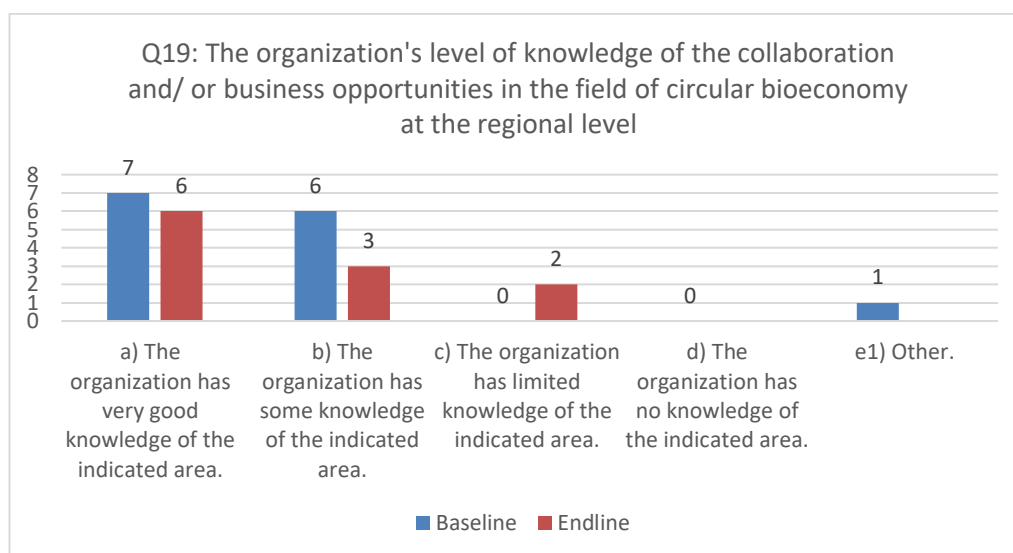 Q19: The organization's level of knowledge of the collaboration
and/ or business opportunities in the field of circular bioeconomy
at the regional level
8
7
6
5
4
3
2
1
0
7
6
6
3
0
2
0
1
a) The
organization has
very good
knowledge of the
indicated area.
b) The
organization has
some knowledge
of the indicated
area.
c) The organization
has limited
knowledge of the
indicated area.
d) The
organization has
no knowledge of
the indicated area.
e1) Other.
Baseline
Endline